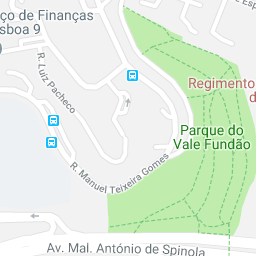 ço de Finanças
sboa 9
R. Luiz Pacheco
Regimento
d
Parque do
Vale Fundão
R. Manuel Teixeira Gomes
Av. Mal. António de Spinola